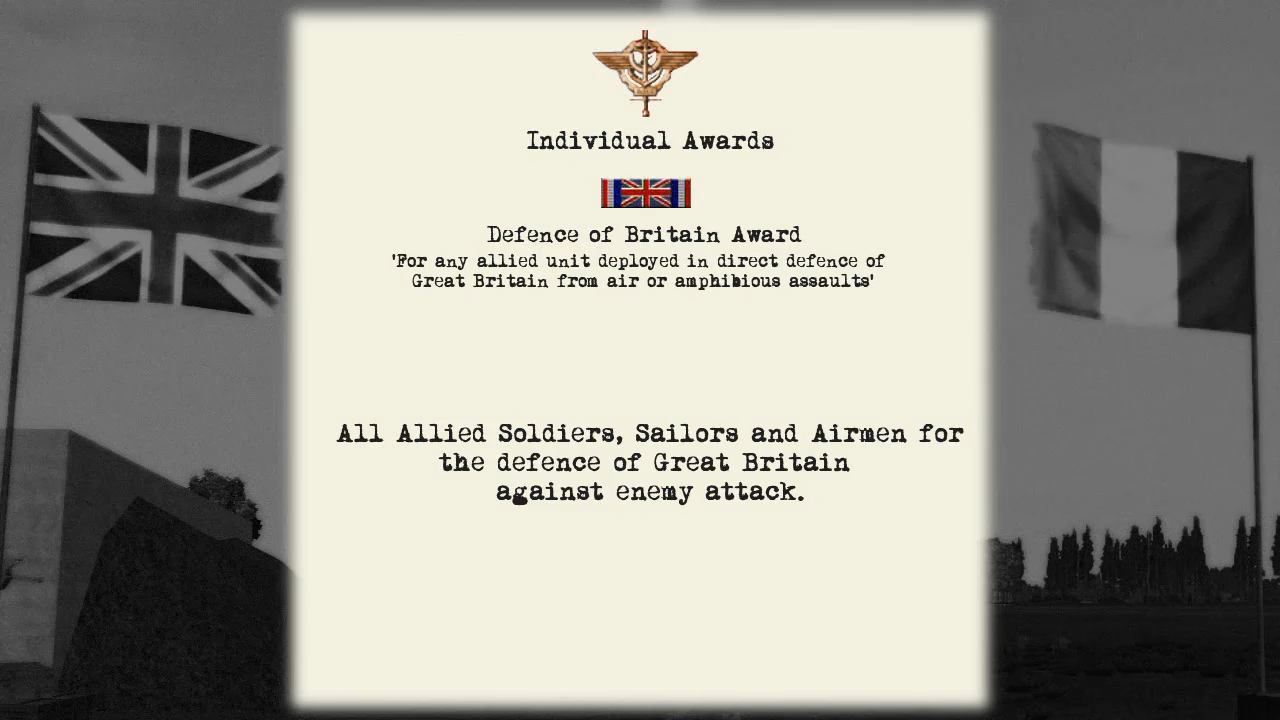 Individual Awards
Defence of Britain Award
'For any allied unit deployed in direct defence of
Great Britain from air or amphibious assaults'
All Allied Soldiers, Sailors and Airmen for
the defence of Great Britain
against enemy attack.